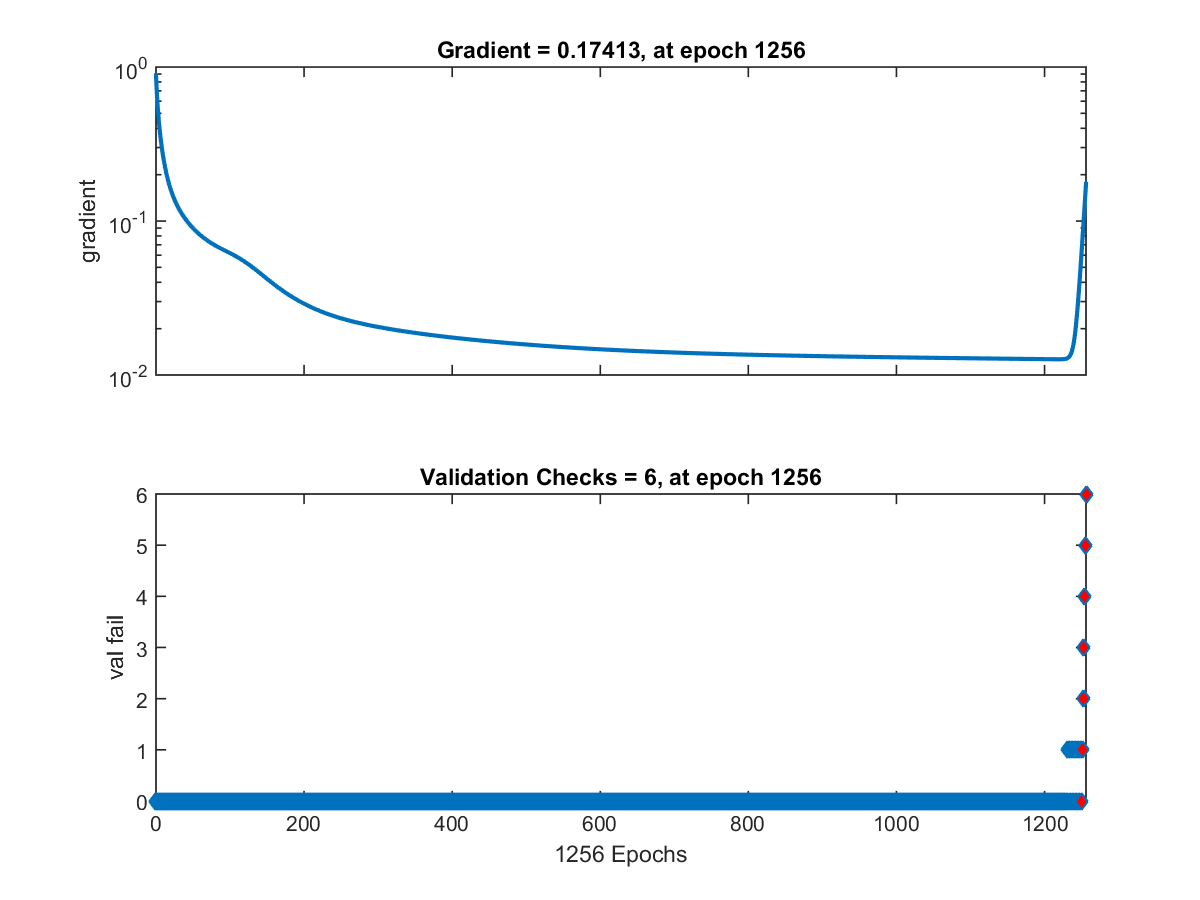 Gradient = 0.17413, at epoch 1256
10^0
10^-1
10^-2
gradient
Validation Checks = 6, at epoch 1256
6
5
4
3
2
1
0
val fail
0 200 400 600 800 1000 1200
1256 Epochs